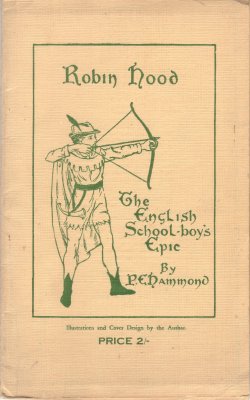 Robin Hood
The
English
School-boy's
Epic
By
P.E.Hammond
Illustrations and Cover Design by the Author.
PRICE 2/-